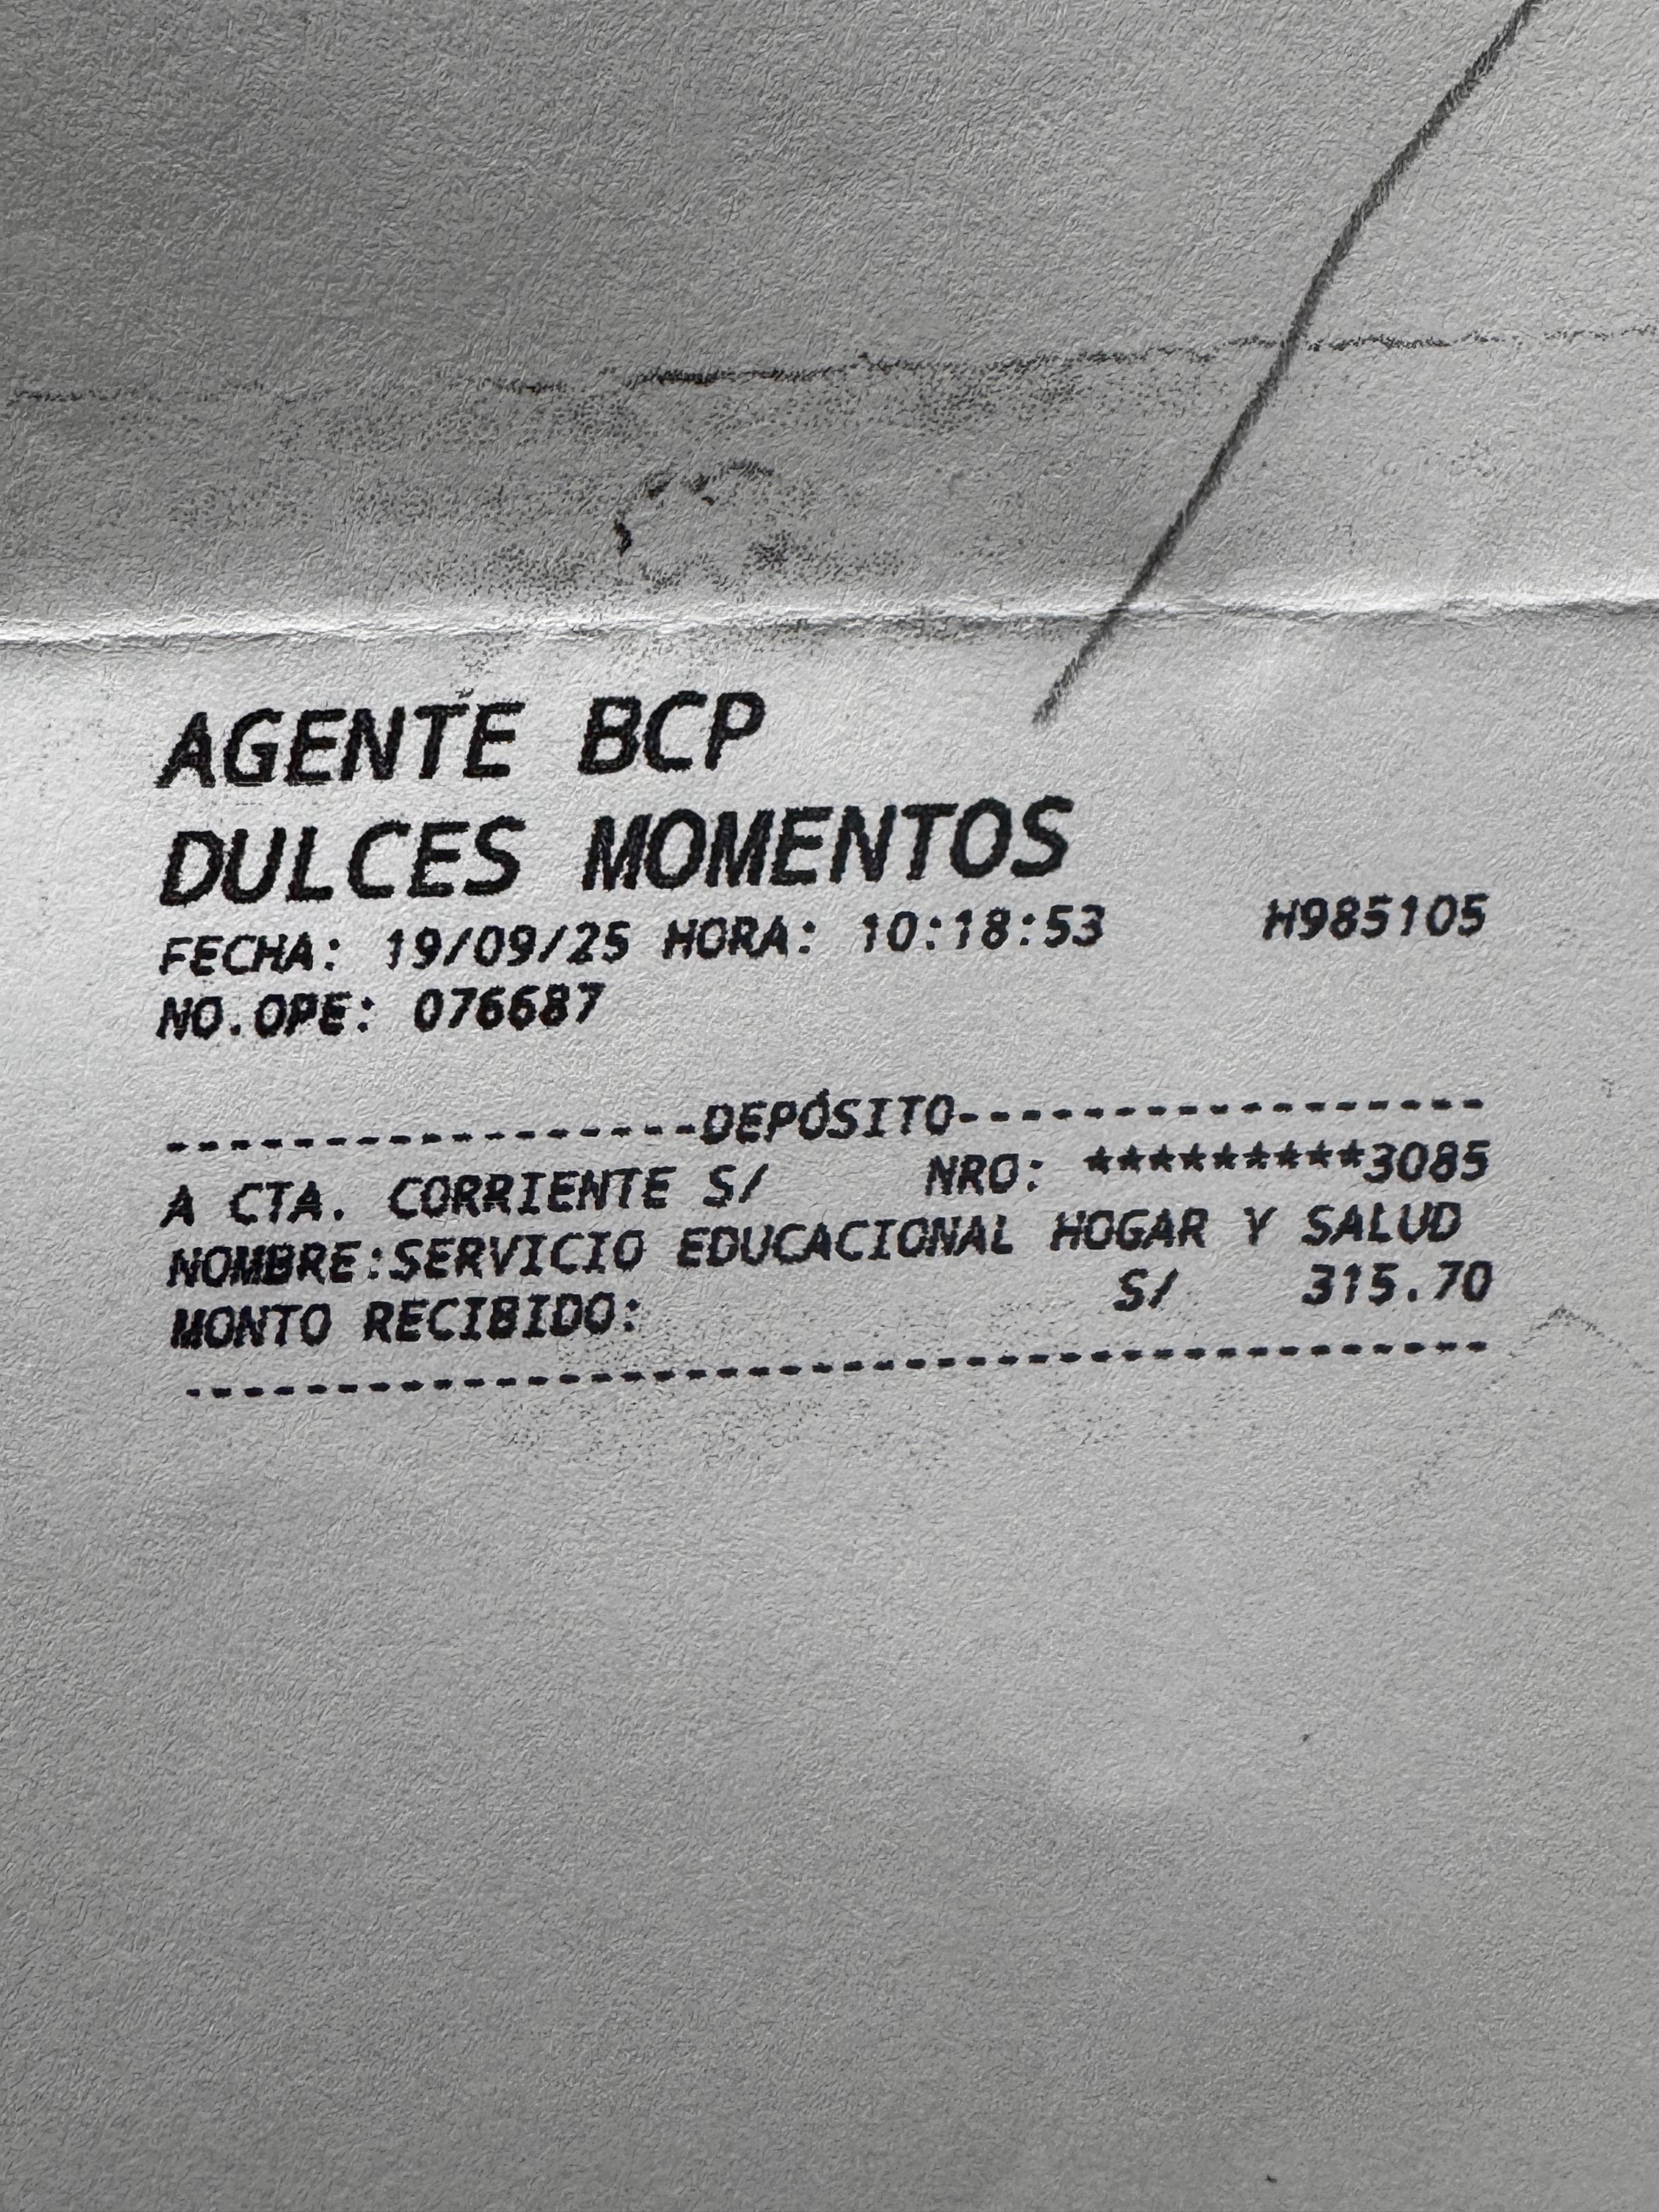 AGENTE BCP
DULCES MOMENTOS
FECHA: 19/09/25 HORA: 10:18:53 H985105
NO.OPE: 076687
-----------------DEPÓSITO-----------------
A CTA. CORRIENTE S/ NRO: *********3085
NOMBRE:SERVICIO EDUCACIONAL HOGAR Y SALUD
MONTO RECIBIDO: S/ 315.70
------------------------------------------